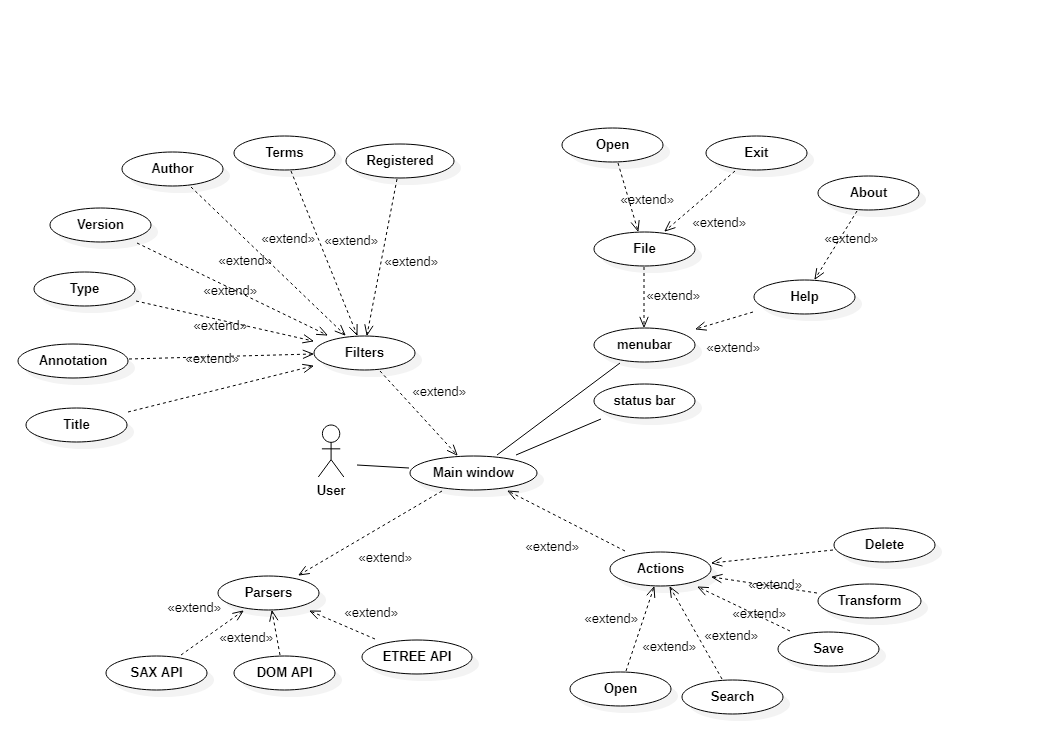 Open
Exit
Terms
Registered
Author
About
«extend»
Version
«extend»
«extend»
«extend»
«extend»
File
«extend»
«extend»
Type
«extend»
Help
«extend»
«extend»
menubar
«extend»
Filters
Annotation
«extend»
«extend»
status bar
Title
Main window
User
«extend»
Delete
«extend»
Actions
«extend»
Parsers
Transform
«extend»
«extend»
«extend»
«extend»
«extend»
«extend»
Save
«extend»
ETREE API
SAX API
DOM API
Open
Search